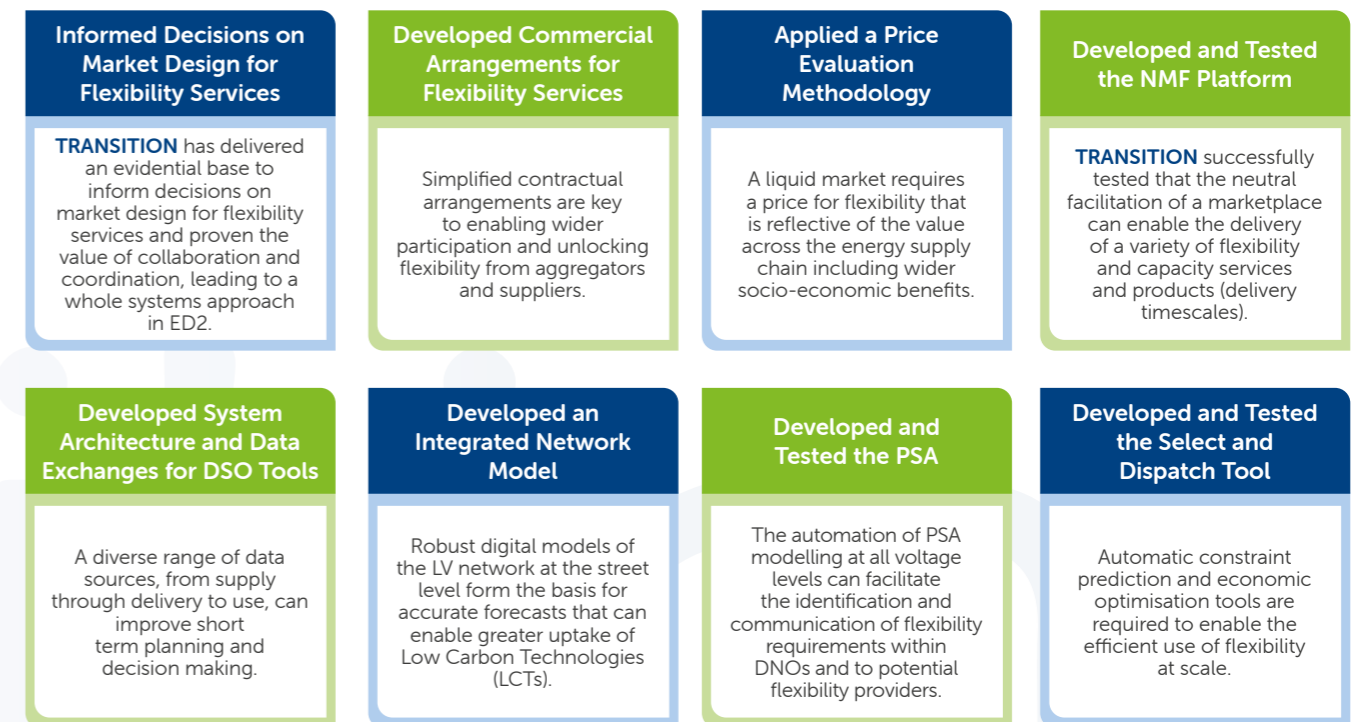 Informed Decisions on
Market Design for
Flexibility Services
TRANSITION has delivered
an evidential base to
inform decisions on
market design for flexibility
services and proven the
value of collaboration and
coordination, leading to a
whole systems approach
in ED2.
Developed Commercial
Arrangements for
Flexibility Services
Simplified contractual
arrangements are key
to enabling wider
participation and unlocking
flexibility from aggregators
and suppliers.
Applied a Price
Evaluation
Methodology
A liquid market requires
a price for flexibility that
is reflective of the value
across the energy supply
chain including wider
socio-economic benefits.
Developed and Tested
the NMF Platform
TRANSITION successfully
tested that the neutral
facilitation of a marketplace
can enable the delivery
of a variety of flexibility
and capacity services
and products (delivery
timescales).
Developed System
Architecture and Data
Exchanges for DSO Tools
A diverse range of data
sources, from supply
through delivery to use, can
improve short
term planning and
decision making.
Developed an
Integrated Network
Model
Robust digital models of
the LV network at the street
level form the basis for
accurate forecasts that can
enable greater uptake of
Low Carbon Technologies
(LCTs).
Developed and
Tested the PSA
The automation of PSA
modelling at all voltage
levels can facilitate
the identification and
communication of flexibility
requirements within
DNOs and to potential
flexibility providers.
Developed and Tested
the Select and
Dispatch Tool
Automatic constraint
prediction and economic
optimisation tools are
required to enable the
efficient use of flexibility
at scale.